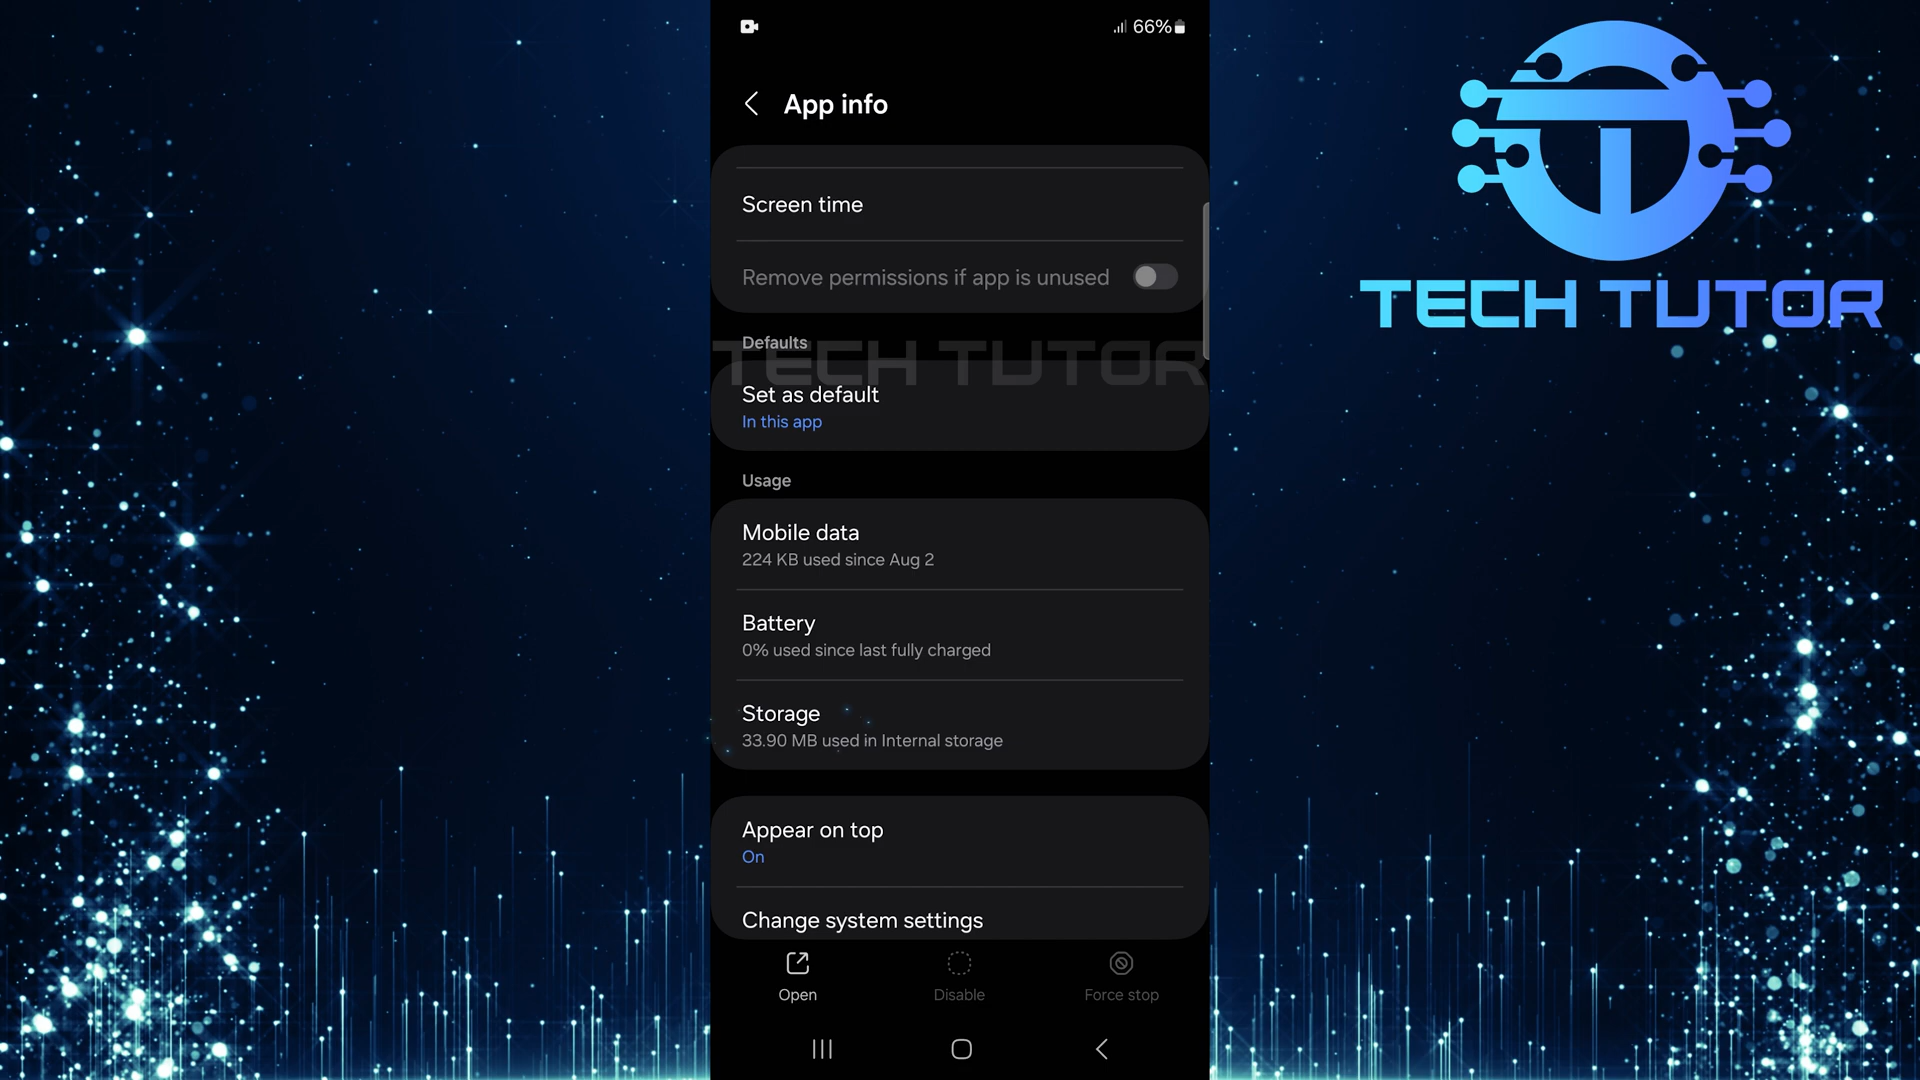 66%
App info
Screen time
Remove permissions if app is unused
Defaults
TECH TUTOR
Set as default
In this app
Usage
Mobile data
224 KB used since Aug 2
Battery
0% used since last fully charged
Storage
33.90 MB used in Internal storage
Appear on top
On
Change system settings
Open
Disable
Force stop
TECH TUTOR